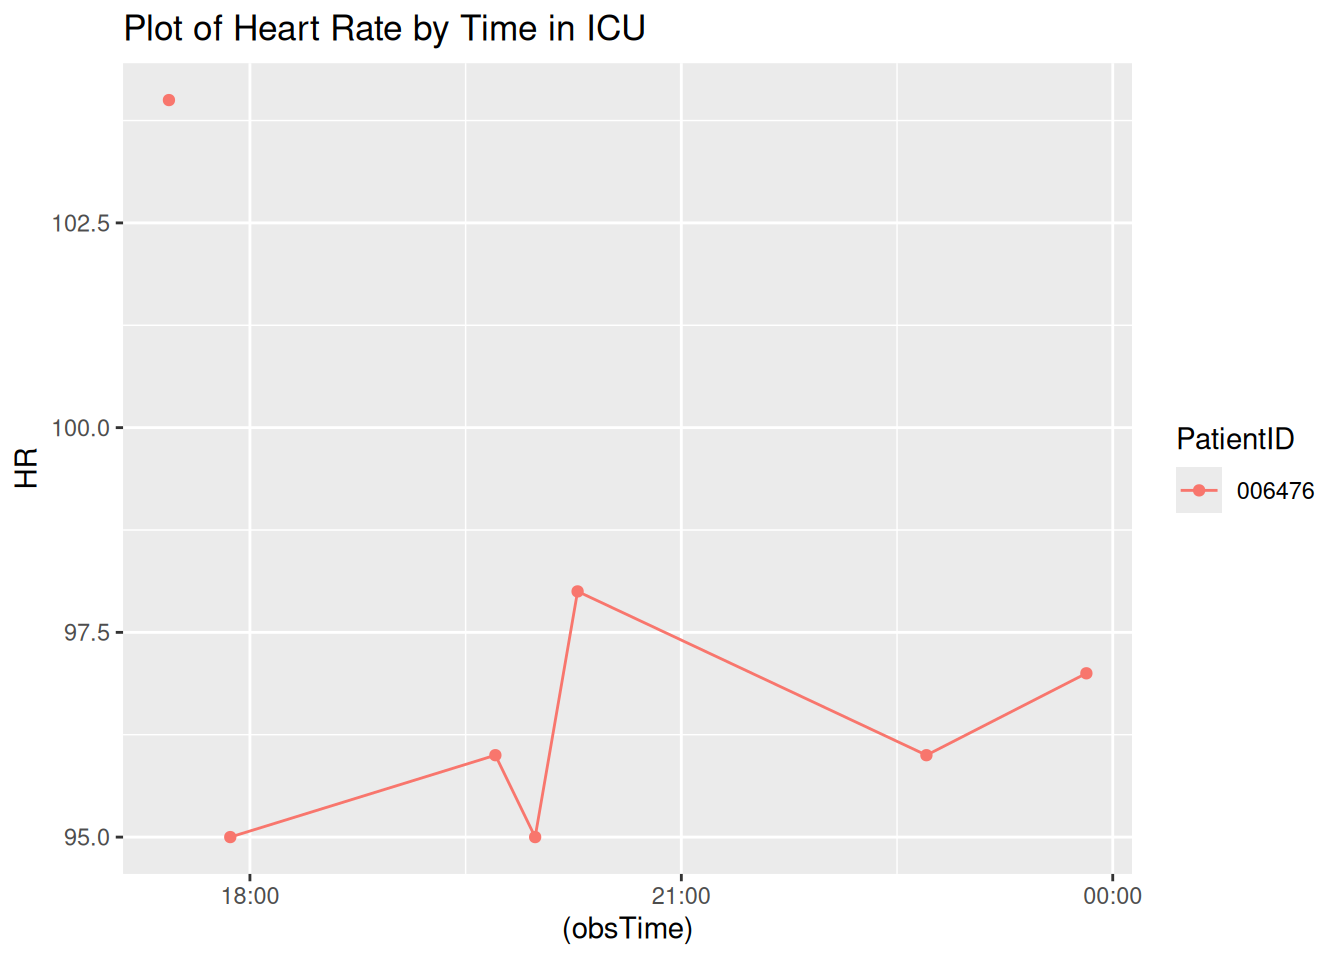 Plot of Heart Rate by Time in ICU
102.5
100.0
97.5
95.0
HR
18:00
21:00
00:00
(obsTime)
PatientID
006476